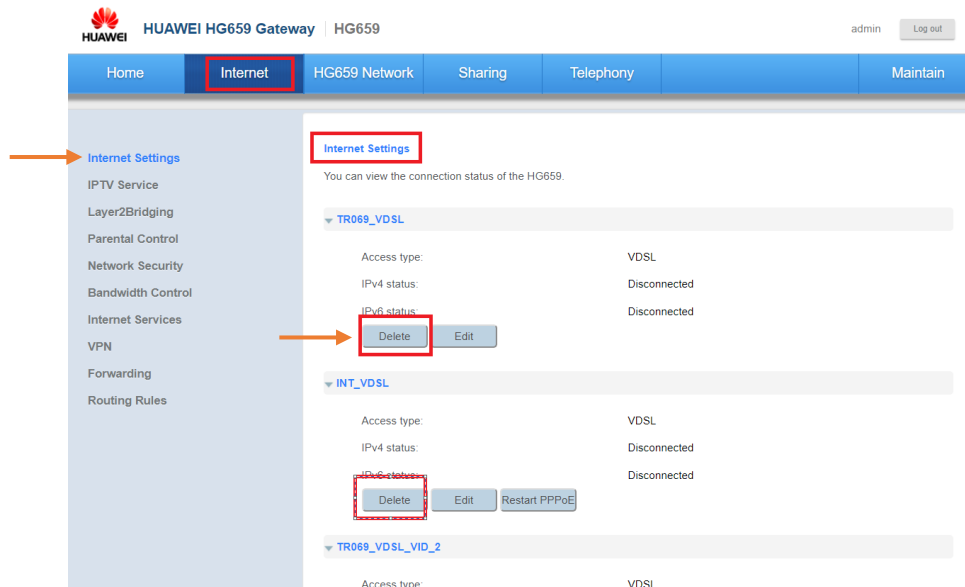 HUAWEI HUAWEI HG659 Gateway HG659 admin Log out
Home Internet HG659 Network Sharing Telephony Maintain
Internet Settings
IPTV Service
Layer2Bridging
Parental Control
Network Security
Bandwidth Control
Internet Services
VPN
Forwarding
Routing Rules
Internet Settings
You can view the connection status of the HG659.
TR069_VDSL
Access type: VDSL
IPv4 status: Disconnected
IPv6 status: Disconnected
Delete Edit
INT_VDSL
Access type: VDSL
IPv4 status: Disconnected
IPv6 status: Disconnected
Delete Edit Restart PPPoE
TR069_VDSL_VID_2
Access type: VDSL